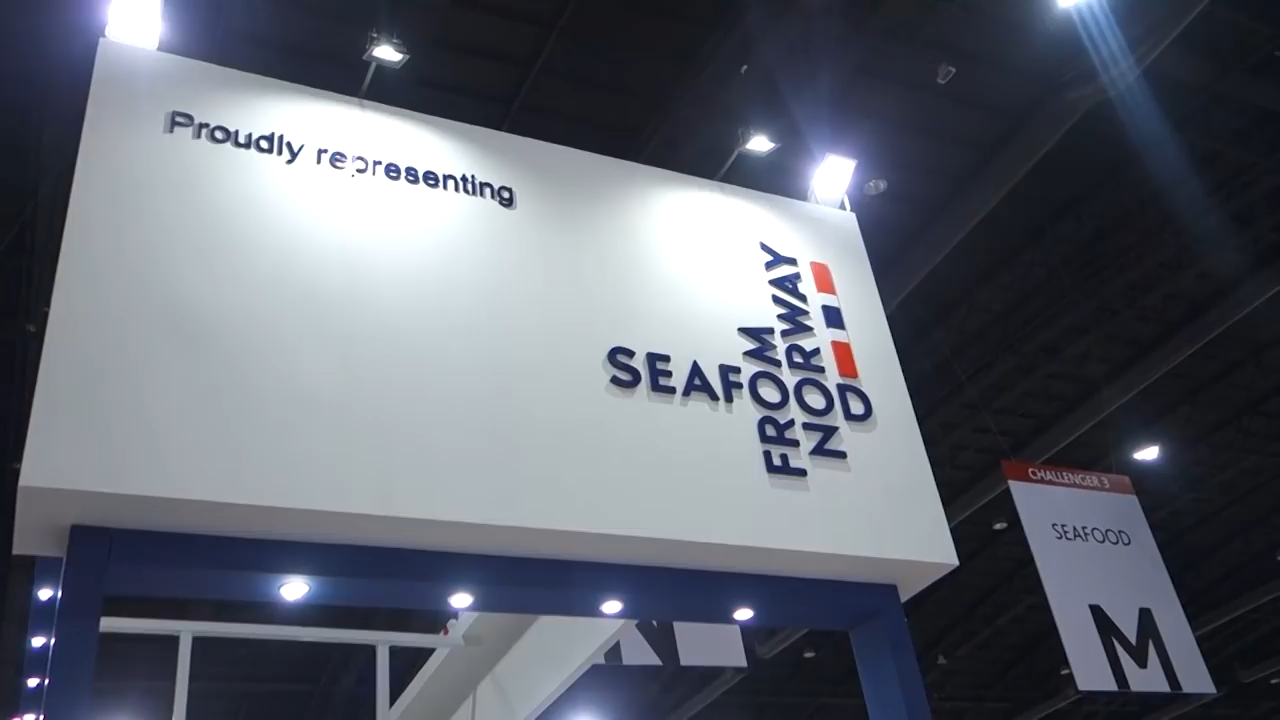 Proudly representing
SEAFOOD
FROM
NORWAY
CHALLENGER 3
SEAFOOD
M